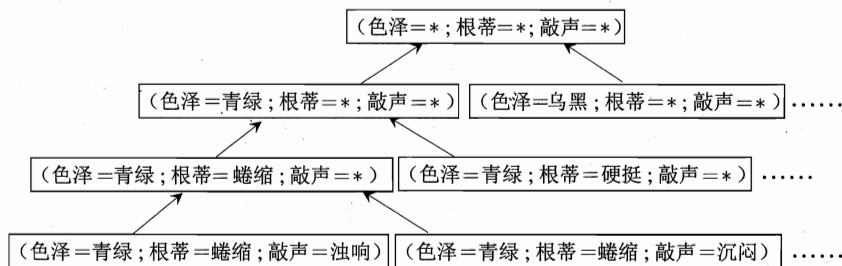 (色泽=*;根蒂=*;敲声=*)
(色泽=青绿;根蒂=*;敲声=*) (色泽=乌黑;根蒂=*;敲声=*) ……
(色泽=青绿;根蒂=蜷缩;敲声=*) (色泽=青绿;根蒂=硬挺;敲声=*) ……
(色泽=青绿;根蒂=蜷缩;敲声=浊响) (色泽=青绿;根蒂=蜷缩;敲声=沉闷) ……